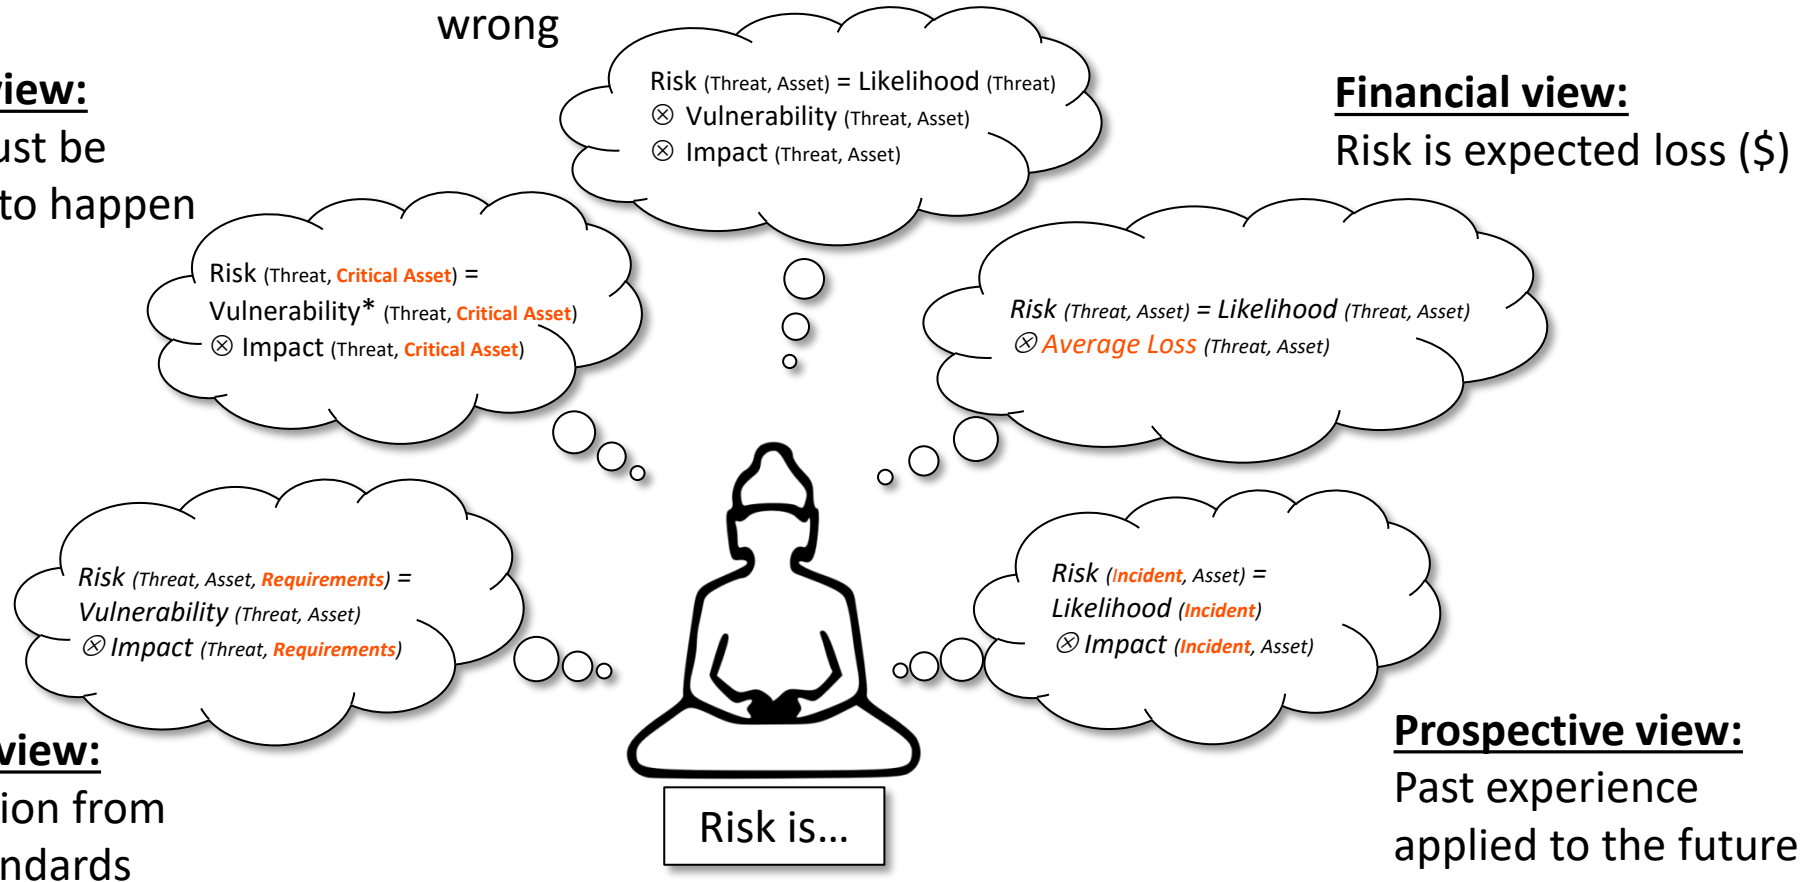 wrong
Risk (Threat, Asset) = Likelihood (Threat)
⊗ Vulnerability (Threat, Asset)
⊗ Impact (Threat, Asset)
view:
ust be
to happen
Financial view:
Risk is expected loss ($)
Risk (Threat, Critical Asset) =
Vulnerability* (Threat, Critical Asset)
⊗ Impact (Threat, Critical Asset)
Risk (Threat, Asset) = Likelihood (Threat, Asset)
⊗ Average Loss (Threat, Asset)
Risk (Threat, Asset, Requirements) =
Vulnerability (Threat, Asset)
⊗ Impact (Threat, Requirements)
Risk (Incident, Asset) =
Likelihood (Incident)
⊗ Impact (Incident, Asset)
view:
ion from
ndards
Prospective view:
Past experience
applied to the future
Risk is...